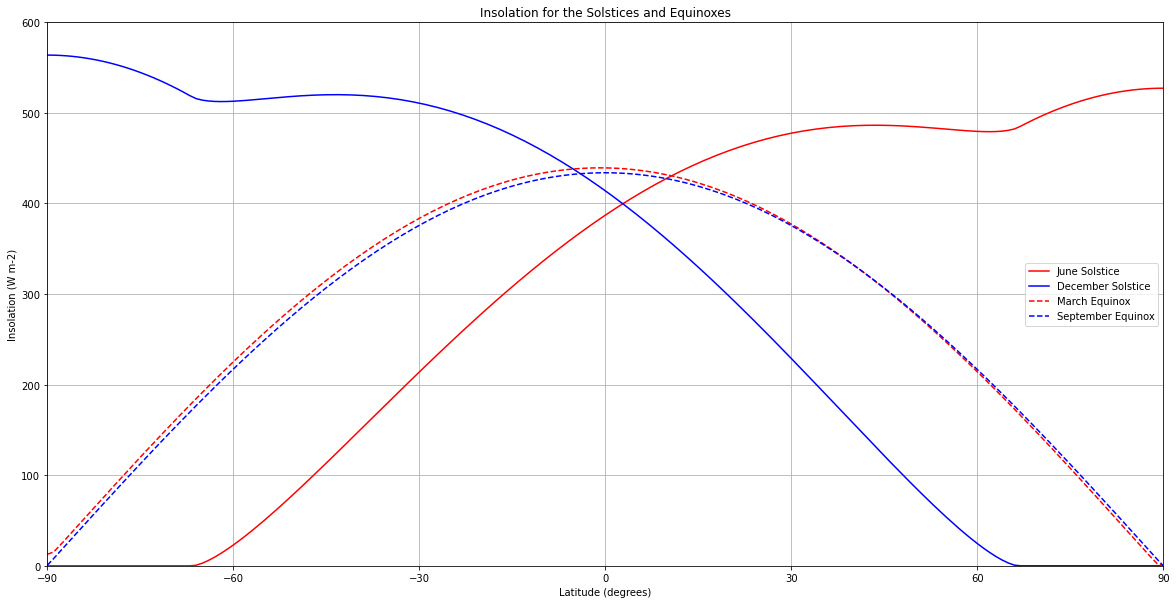 Insolation for the Solstices and Equinoxes
600
500
400
300
200
100
0
Insolation (W m-2)
June Solstice
December Solstice
March Equinox
September Equinox
−90
−60
−30
0
30
60
90
Latitude (degrees)